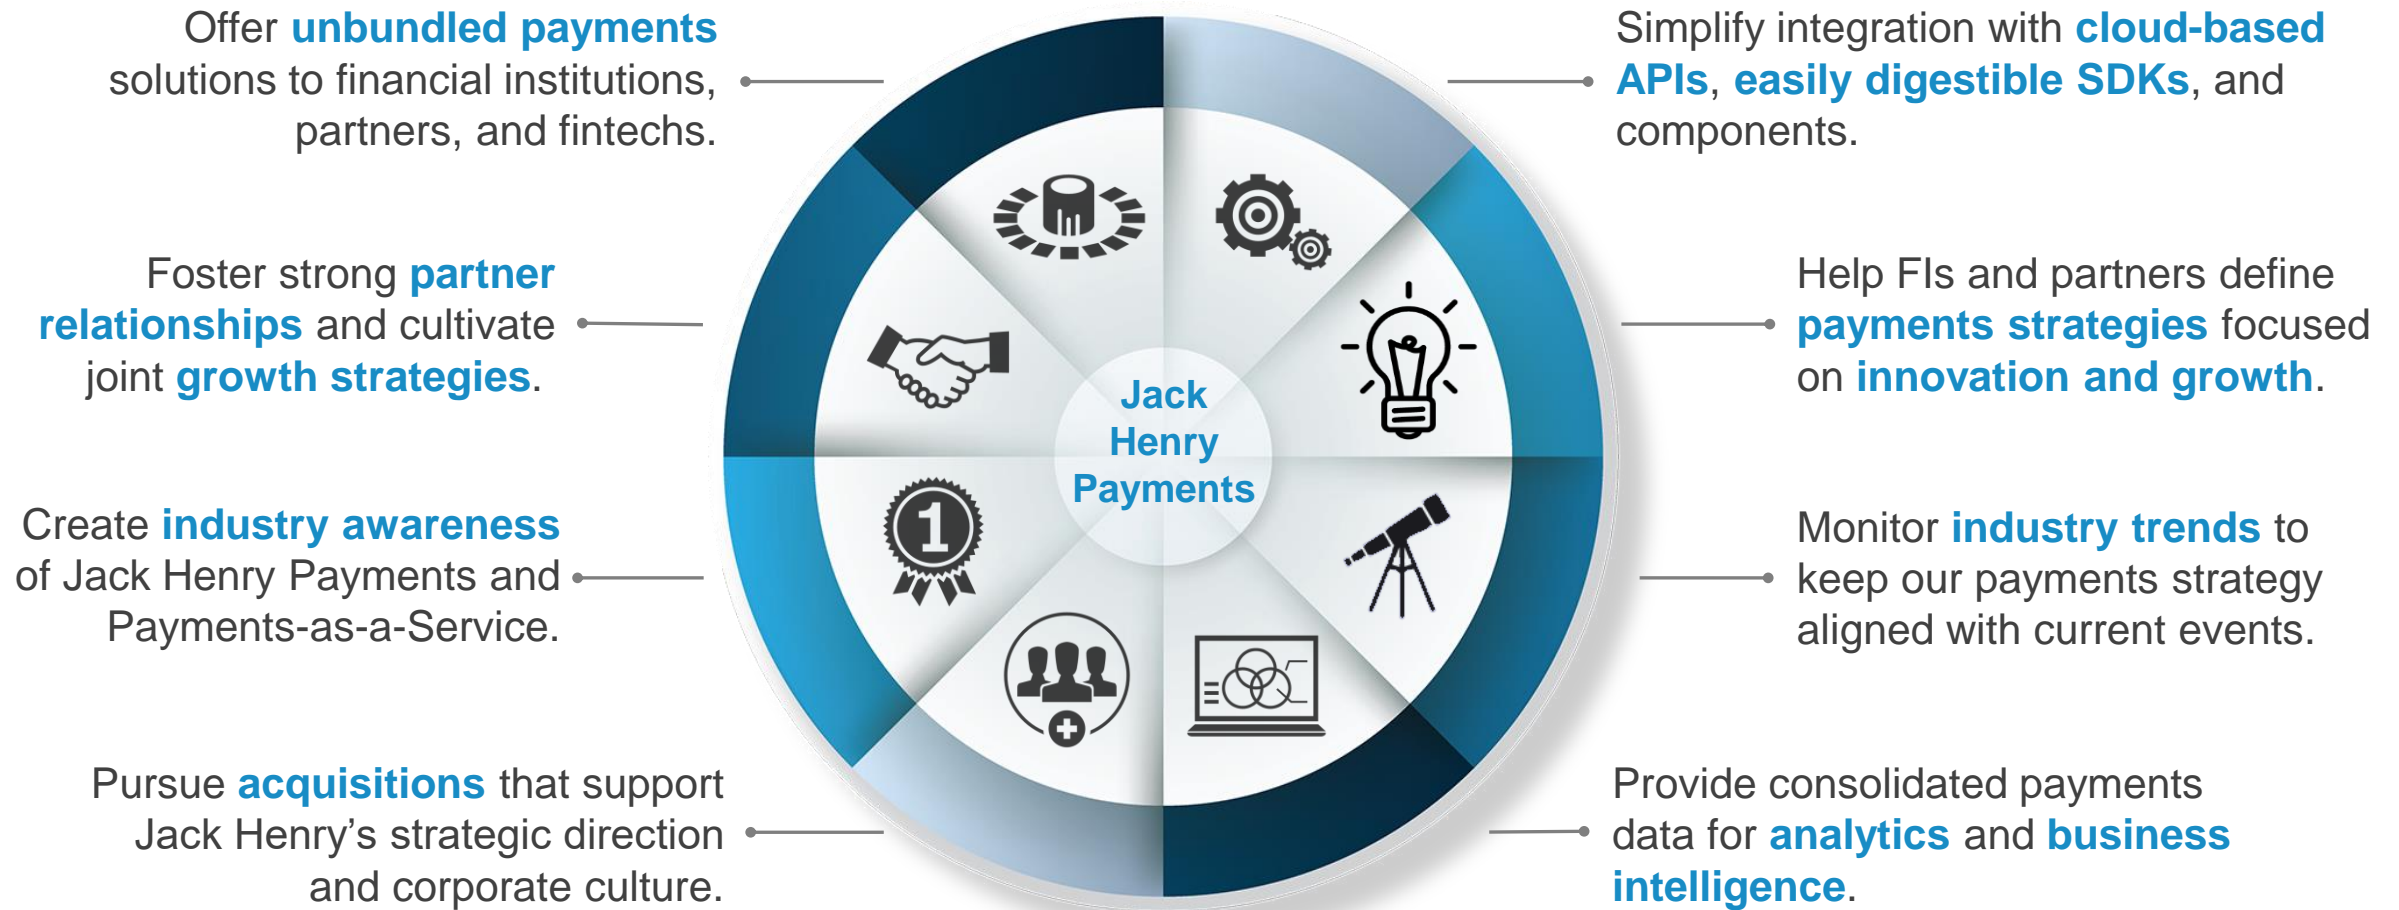 Offer unbundled payments
solutions to financial institutions,
partners, and fintechs.
Foster strong partner
relationships and cultivate
joint growth strategies.
Create industry awareness
of Jack Henry Payments and
Payments-as-a-Service.
Pursue acquisitions that support
Jack Henry’s strategic direction
and corporate culture.
Jack
Henry
Payments
1
Simplify integration with cloud-based
APIs, easily digestible SDKs, and
components.
Help FIs and partners define
payments strategies focused
on innovation and growth.
Monitor industry trends to
keep our payments strategy
aligned with current events.
Provide consolidated payments
data for analytics and business
intelligence.